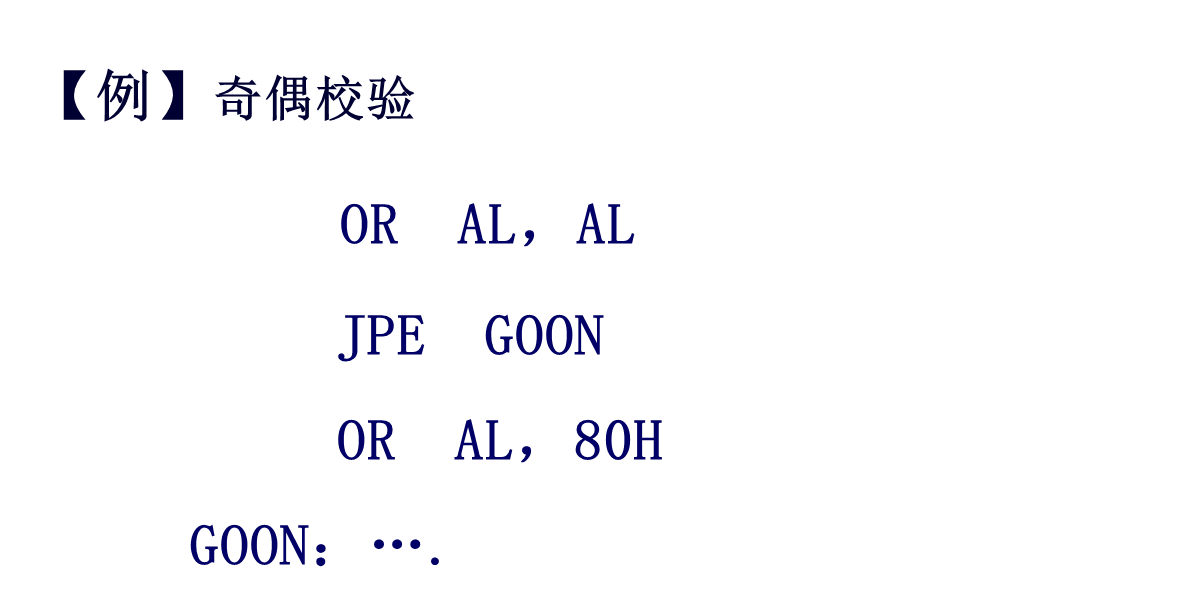 【例】奇偶校验
OR  AL，AL
JPE  GOON
OR  AL，80H
GOON：….